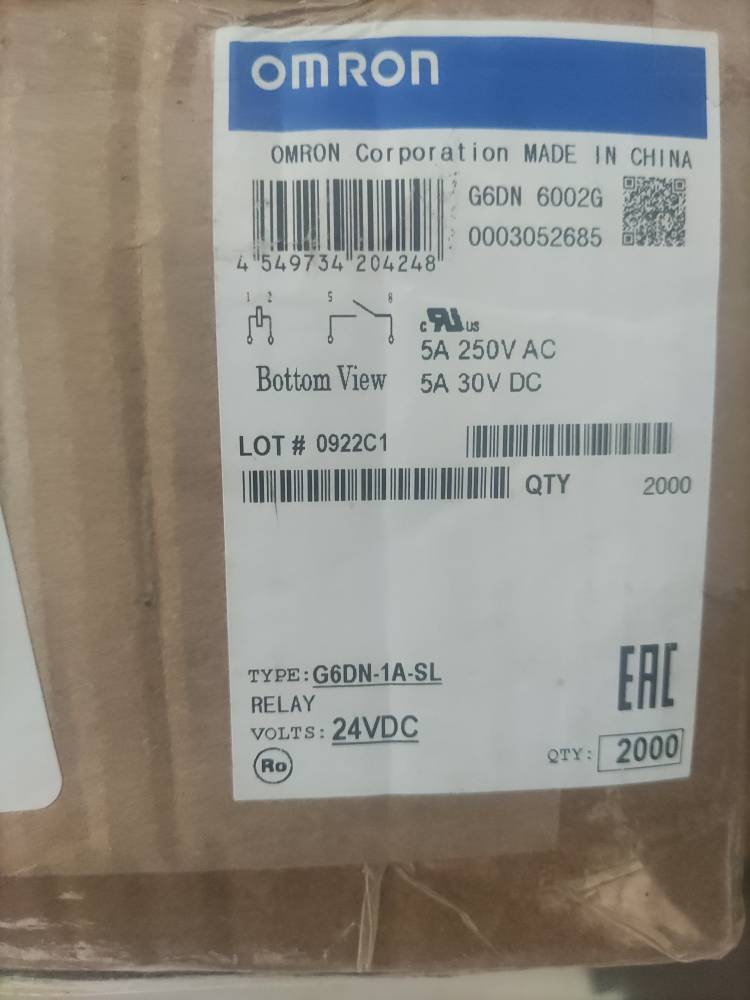 OMRON
OMRON Corporation MADE IN CHINA
G6DN 6002G
0003052685
4 549734 204248
1 2 5 8
c RU US
5A 250V AC
Bottom View 5A 30V DC
LOT # 0922C1
QTY 2000
TYPE: G6DN-1A-SL
RELAY
VOLTS: 24VDC
EAC
Ro
QTY: 2000